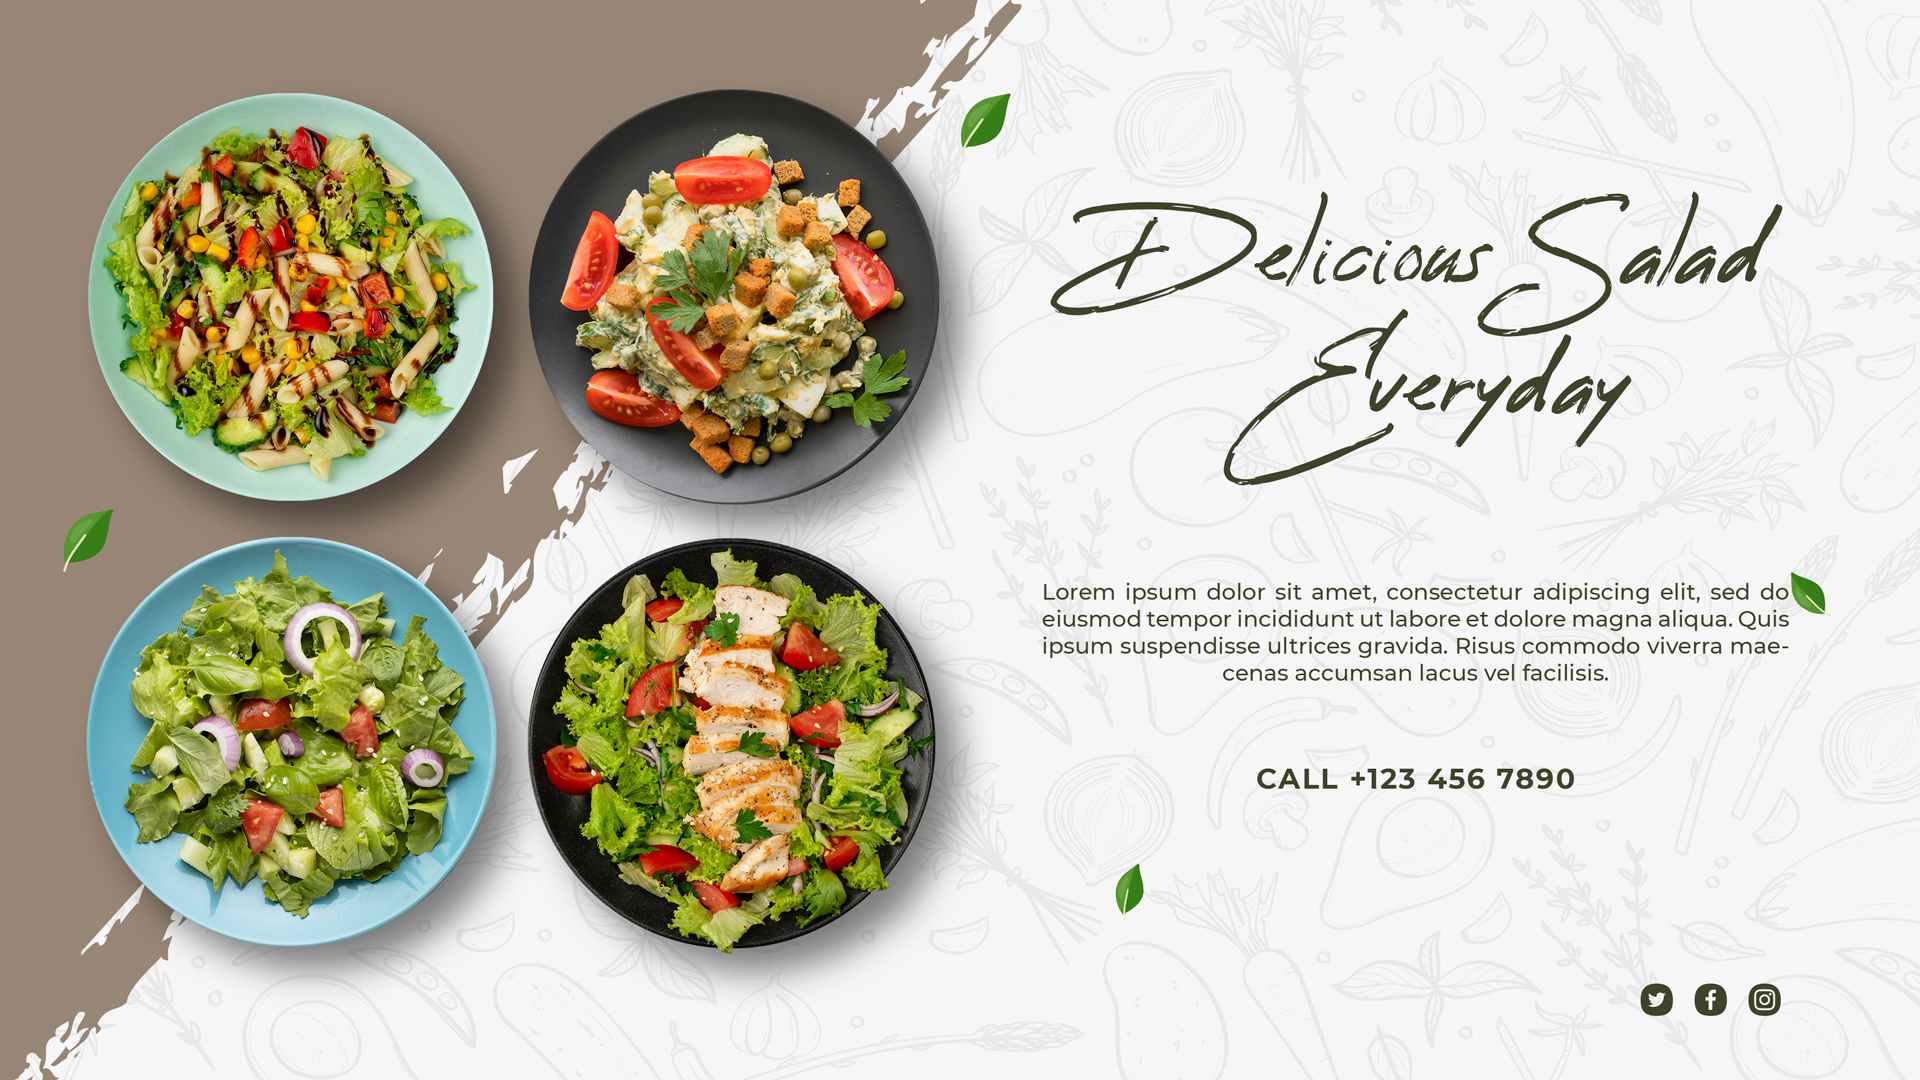 Delicious Salad
Everyday
Lorem ipsum dolor sit amet, consectetur adipiscing elit, sed do
eiusmod tempor incididunt ut labore et dolore magna aliqua. Quis
ipsum suspendisse ultrices gravida. Risus commodo viverra mae-
cenas accumsan lacus vel facilisis.
CALL +123 456 7890